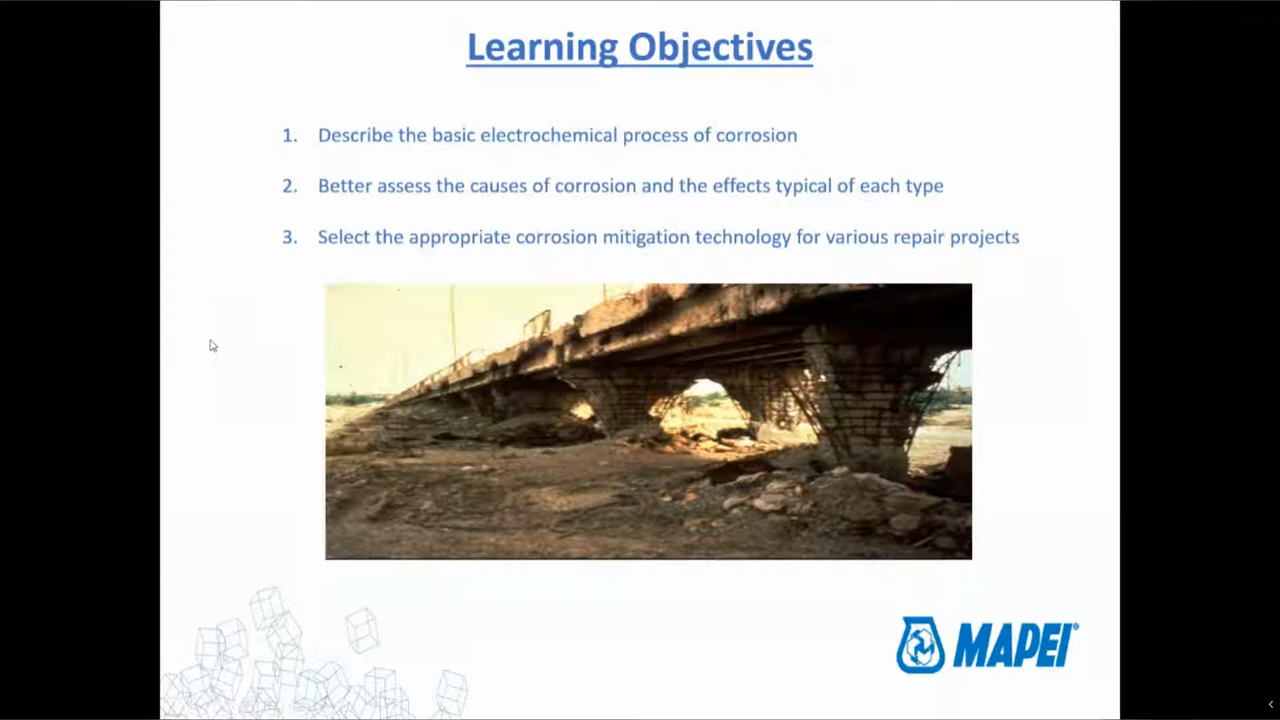 Learning Objectives
1. Describe the basic electrochemical process of corrosion
2. Better assess the causes of corrosion and the effects typical of each type
3. Select the appropriate corrosion mitigation technology for various repair projects
MAPEI®